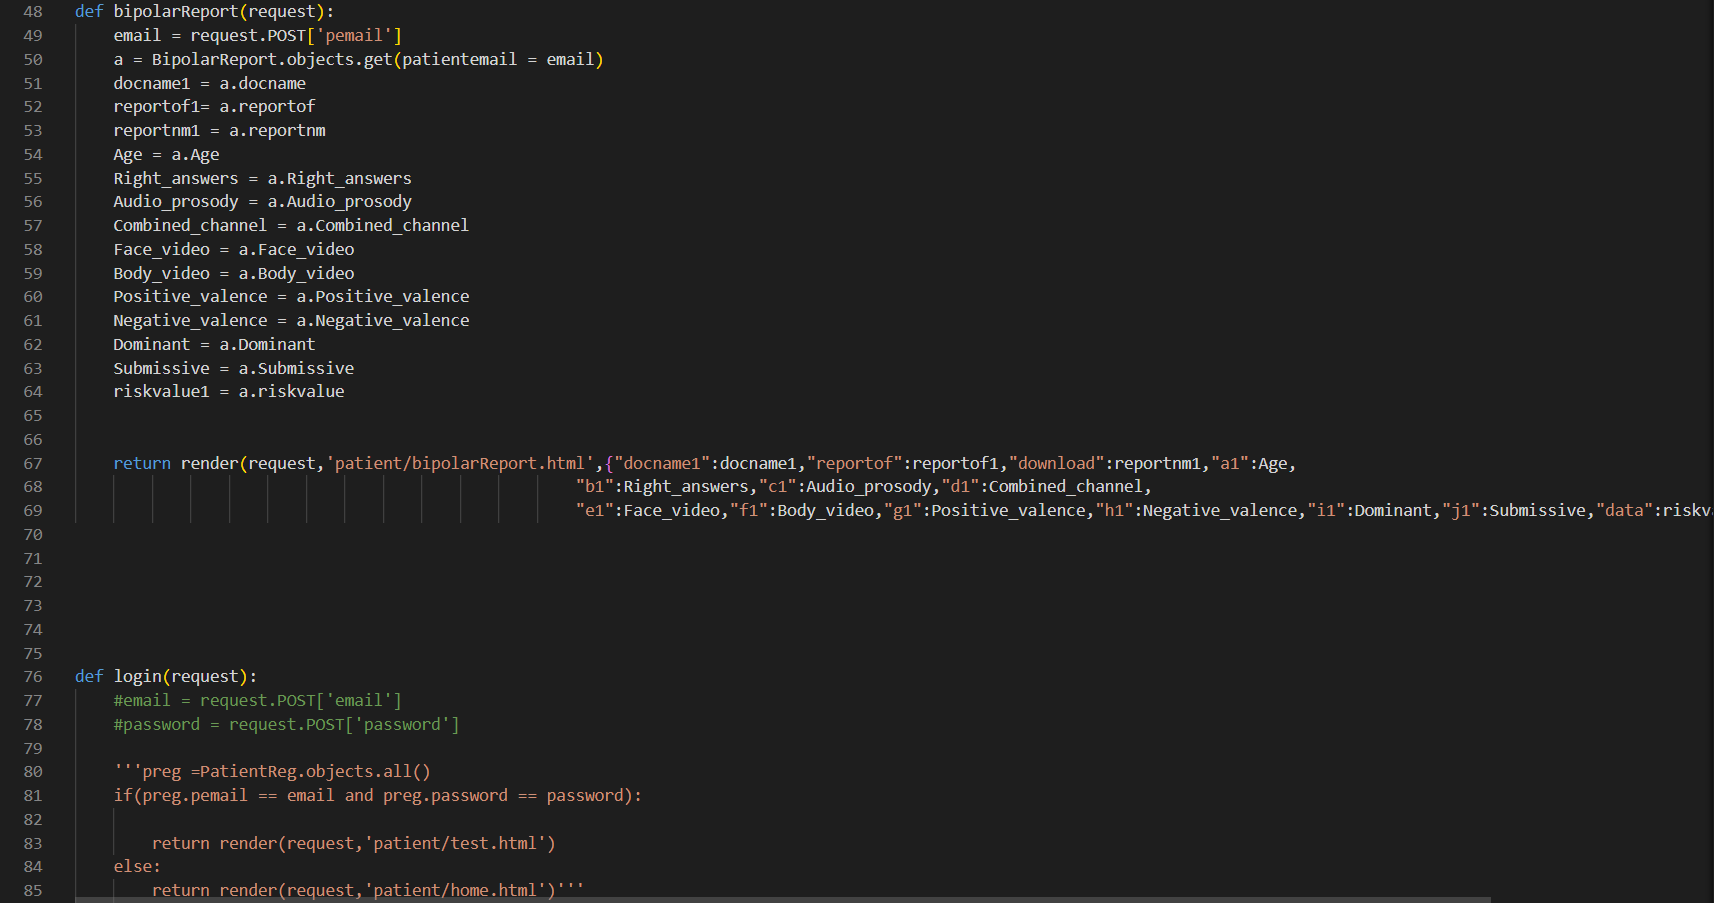 48 def bipolarReport(request):
49     email = request.POST['pemail']
50     a = BipolarReport.objects.get(patientemail = email)
51     docname1 = a.docname
52     reportof1= a.reportof
53     reportnm1 = a.reportnm
54     Age = a.Age
55     Right_answers = a.Right_answers
56     Audio_prosody = a.Audio_prosody
57     Combined_channel = a.Combined_channel
58     Face_video = a.Face_video
59     Body_video = a.Body_video
60     Positive_valence = a.Positive_valence
61     Negative_valence = a.Negative_valence
62     Dominant = a.Dominant
63     Submissive = a.Submissive
64     riskvalue1 = a.riskvalue
65
66
67     return render(request,'patient/bipolarReport.html',{"docname1":docname1,"reportof":reportof1,"download":reportnm1,"a1":Age,
68                                                     "b1":Right_answers,"c1":Audio_prosody,"d1":Combined_channel,
69                                                     "e1":Face_video,"f1":Body_video,"g1":Positive_valence,"h1":Negative_valence,"i1":Dominant,"j1":Submissive,"data":riskv
70
71
72
73
74
75
76 def login(request):
77     #email = request.POST['email']
78     #password = request.POST['password']
79
80     '''preg =PatientReg.objects.all()
81     if(preg.pemail == email and preg.password == password):
82
83         return render(request,'patient/test.html')
84     else:
85         return render(request,'patient/home.html')'''